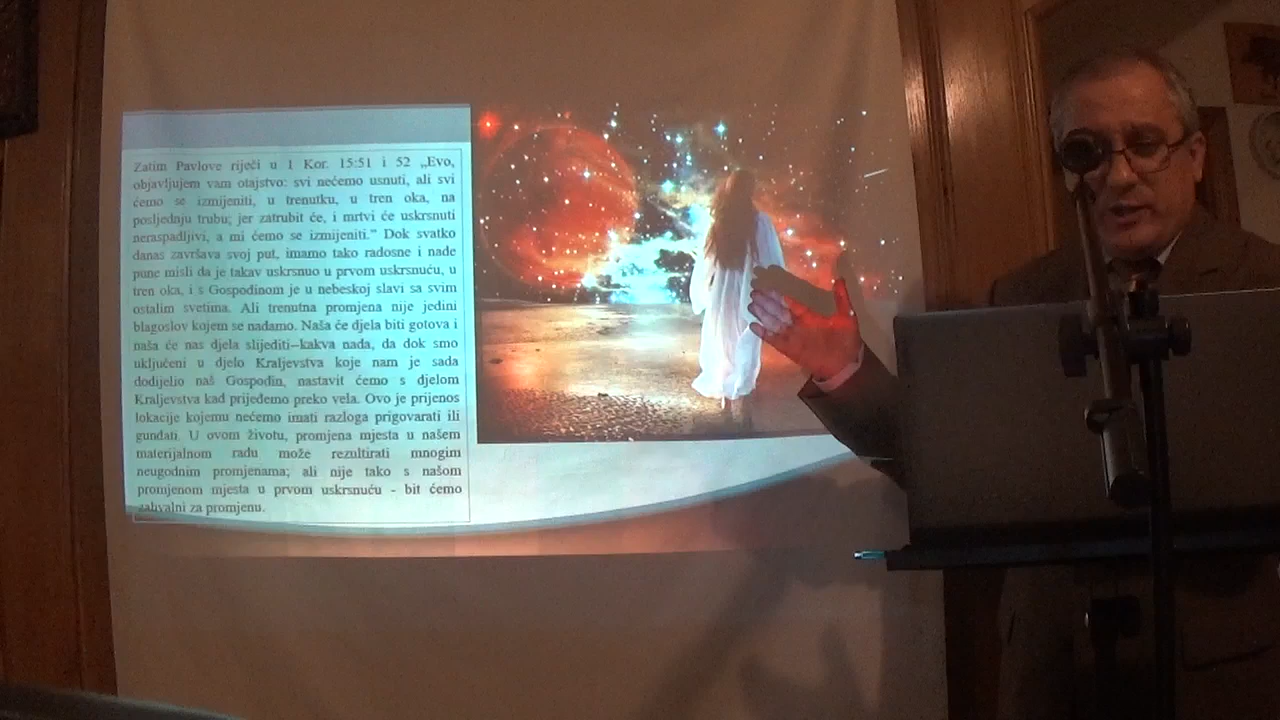 Zatim Pavlove riječi u 1 Kor. 15:51 i 52 „Evo,
objavljujem vam otajstvo: svi nećemo usnuti, ali svi
ćemo se izmijeniti, u trenutku, u tren oka, na
posljednju trubu; jer zatrubit će, i mrtvi će uskrsnuti
neraspadljivi, a mi ćemo se izmijeniti.” Dok svatko
danas završava svoj put, imamo tako radosne i nade
pune misli da je takav uskrsnuo u prvom uskrsnuću, u
tren oka, i s Gospodinom je u nebeskoj slavi sa svim
ostalim svetima. Ali trenutna promjena nije jedini
blagoslov kojem se nadamo. Naša će djela biti gotova i
naša će nas djela slijediti–kakva nada, da dok smo
uključeni u djelo Kraljevstva koje nam je sada
dodijelio naš Gospodin, nastavit ćemo s djelom
Kraljevstva kad prijeđemo preko vela. Ovo je prijenos
lokacije kojemu nećemo imati razloga prigovarati ili
gunđati. U ovom životu, promjena mjesta u našem
materijalnom radu može rezultirati mnogim
neugodnim promjenama; ali nije tako s našom
promjenom mjesta u prvom uskrsnuću - bit ćemo
zahvalni za promjenu.